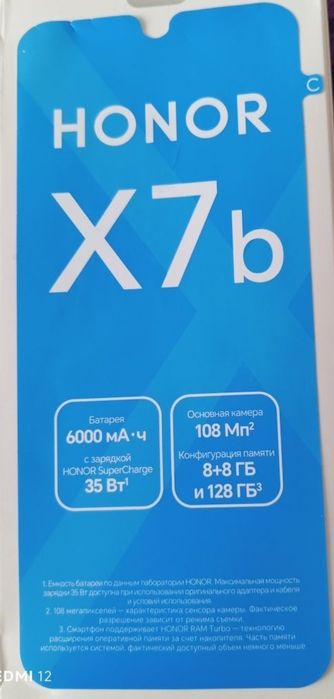 C
HONOR
X7b
Батарея
6000 мА·ч
с зарядкой
HONOR SuperCharge
35 Вт¹
Основная камера
108 Мп²
Конфигурация памяти
8+8 ГБ
и 128 ГБ³
1. Емкость батареи по данным лаборатории HONOR. Максимальная мощность
зарядки 35 Вт доступна при использовании оригинального адаптера и кабеля
и условий использования.
2. 108 мегапикселей — характеристика сенсора камеры. Фактическое
разрешение зависит от режима съемки.
3. Смартфон поддерживает HONOR RAM Turbo — технологию
расширения оперативной памяти за счет накопителя. Часть памяти
используется системой, фактический доступный объем немного меньше.
EDMI 12